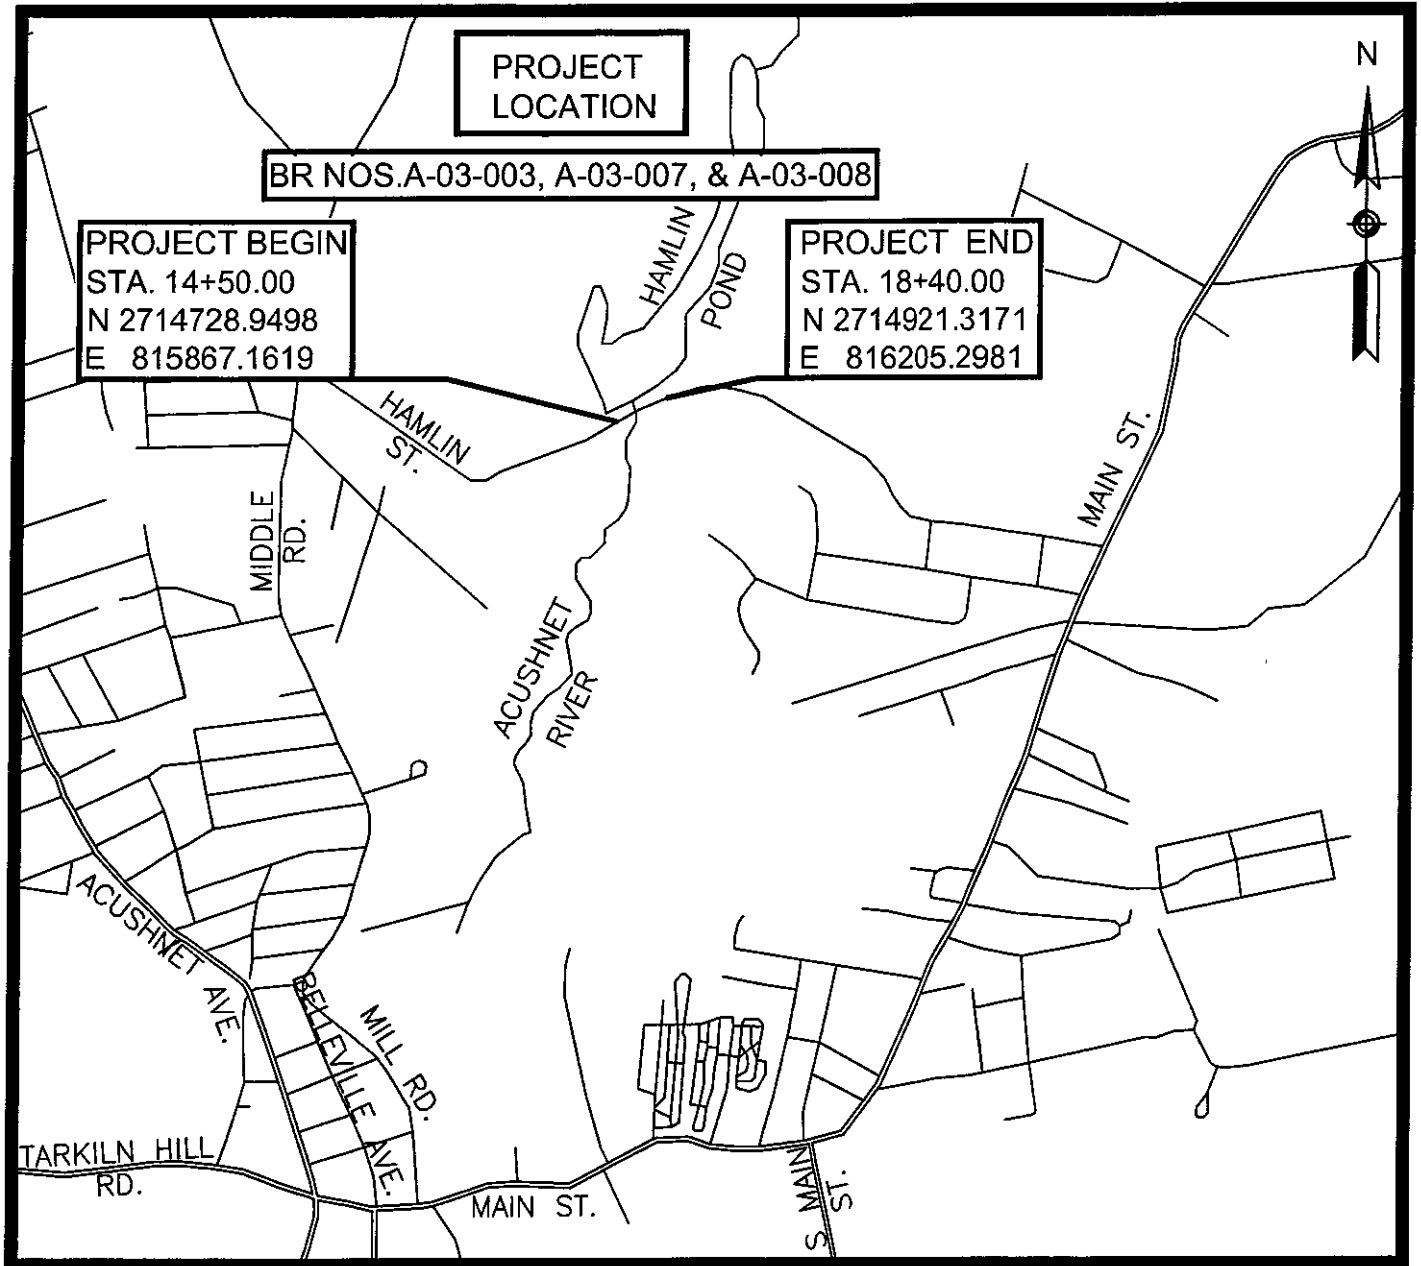 PROJECT
LOCATION
N
BR NOS.A-03-003, A-03-007, & A-03-008
PROJECT BEGIN
STA. 14+50.00
N 2714728.9498
E 815867.1619
HAMLIN
POND
PROJECT END
STA. 18+40.00
N 2714921.3171
E 816205.2981
HAMLIN
ST.
MAIN ST.
MIDDLE
RD.
ACUSHNET
RIVER
ACUSHNET
AVE.
BELLEVILLE AVE.
MILL RD.
TARKILN HILL
RD.
MAIN ST.
S MAIN
ST.